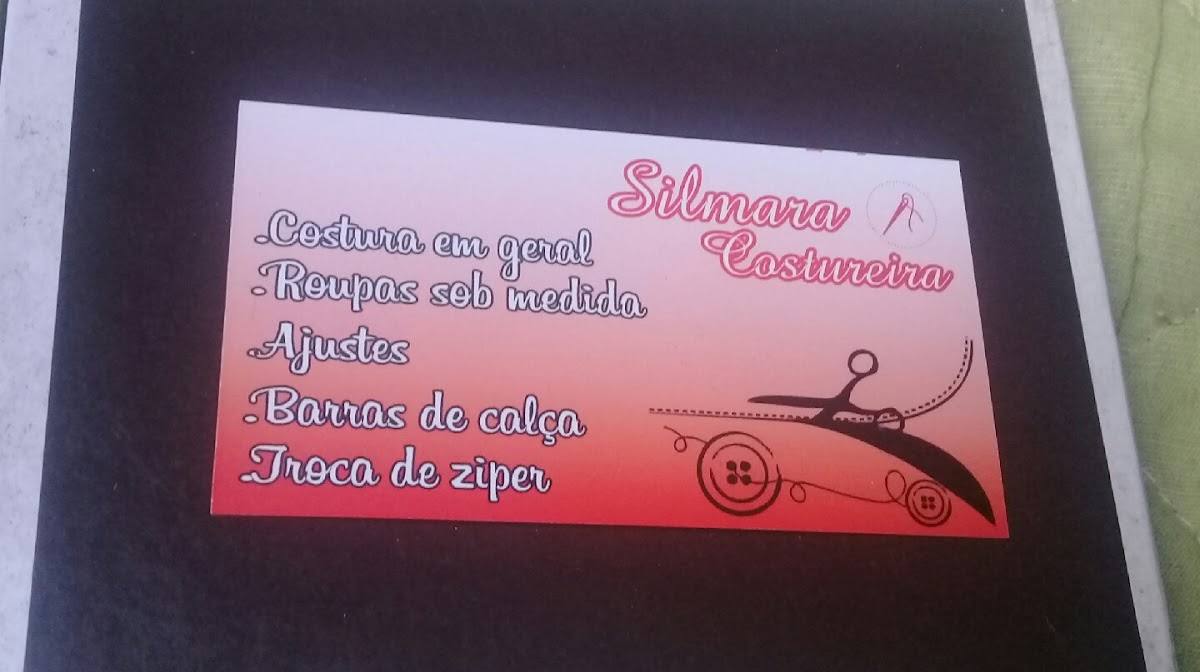 Silmara
Costureira
.Costura em geral
.Roupas sob medida
.Ajustes
.Barras de calça
.Troca de ziper